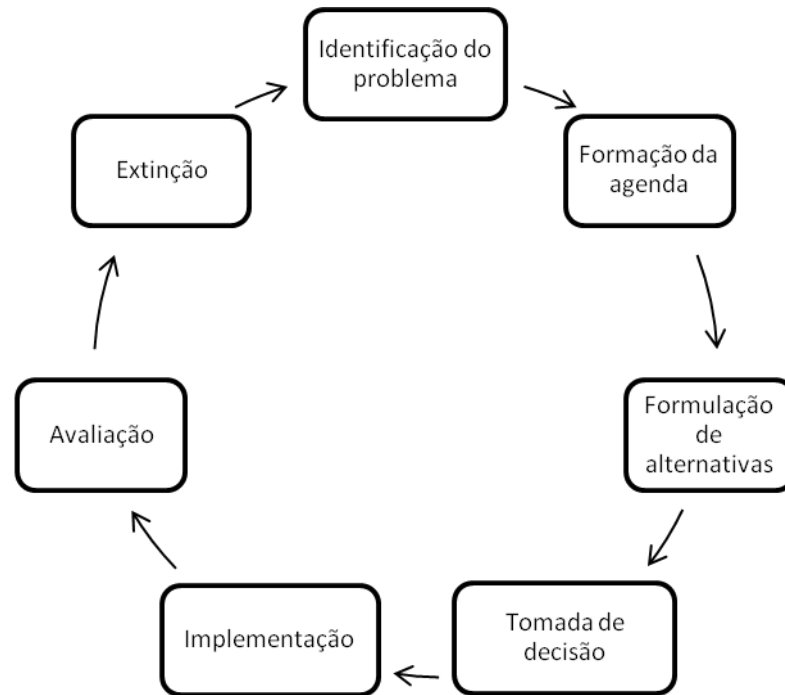 Identificação do
problema
Formação da
agenda
Formulação
de
alternativas
Tomada de
decisão
Implementação
Avaliação
Extinção